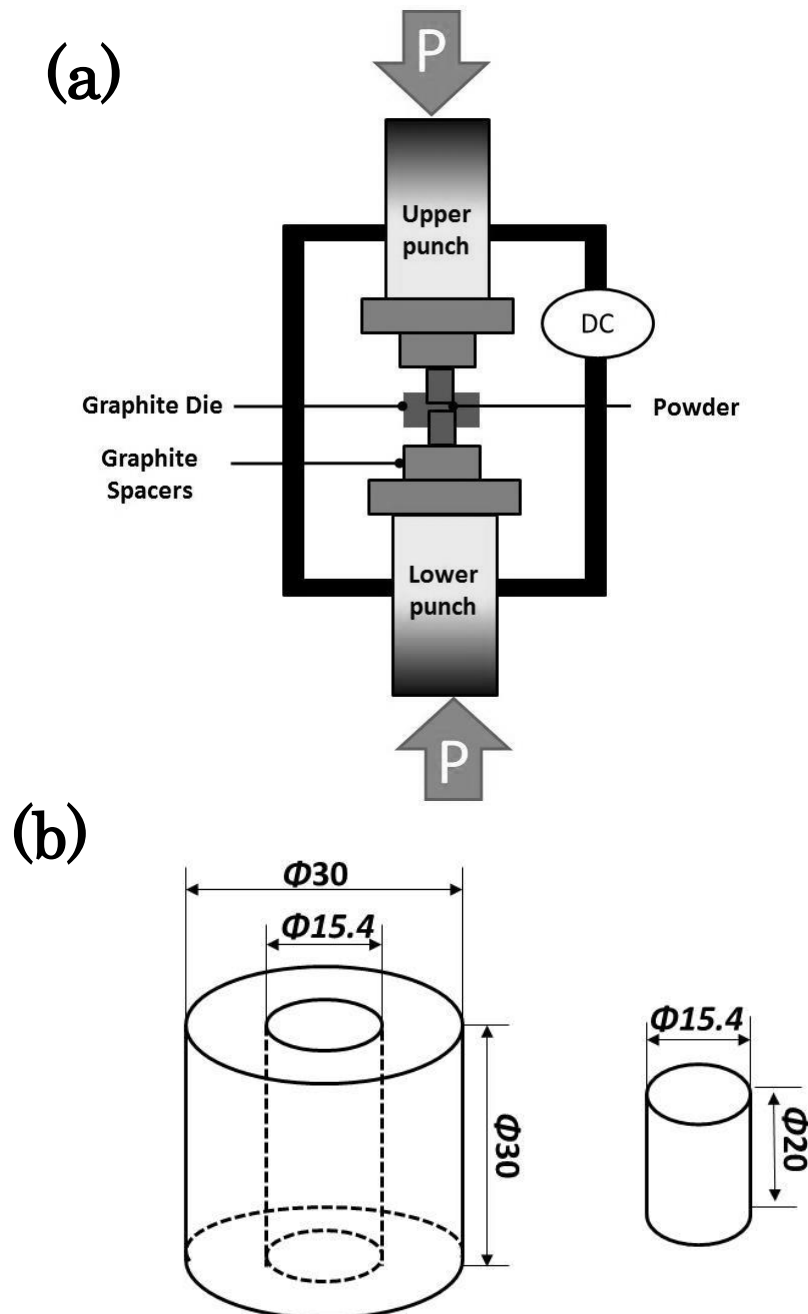 (a)
P
Upper
punch
DC
Graphite Die
Powder
Graphite
Spacers
Lower
punch
P
(b)
Φ30
Φ15.4
Φ15.4
Φ30
Φ20